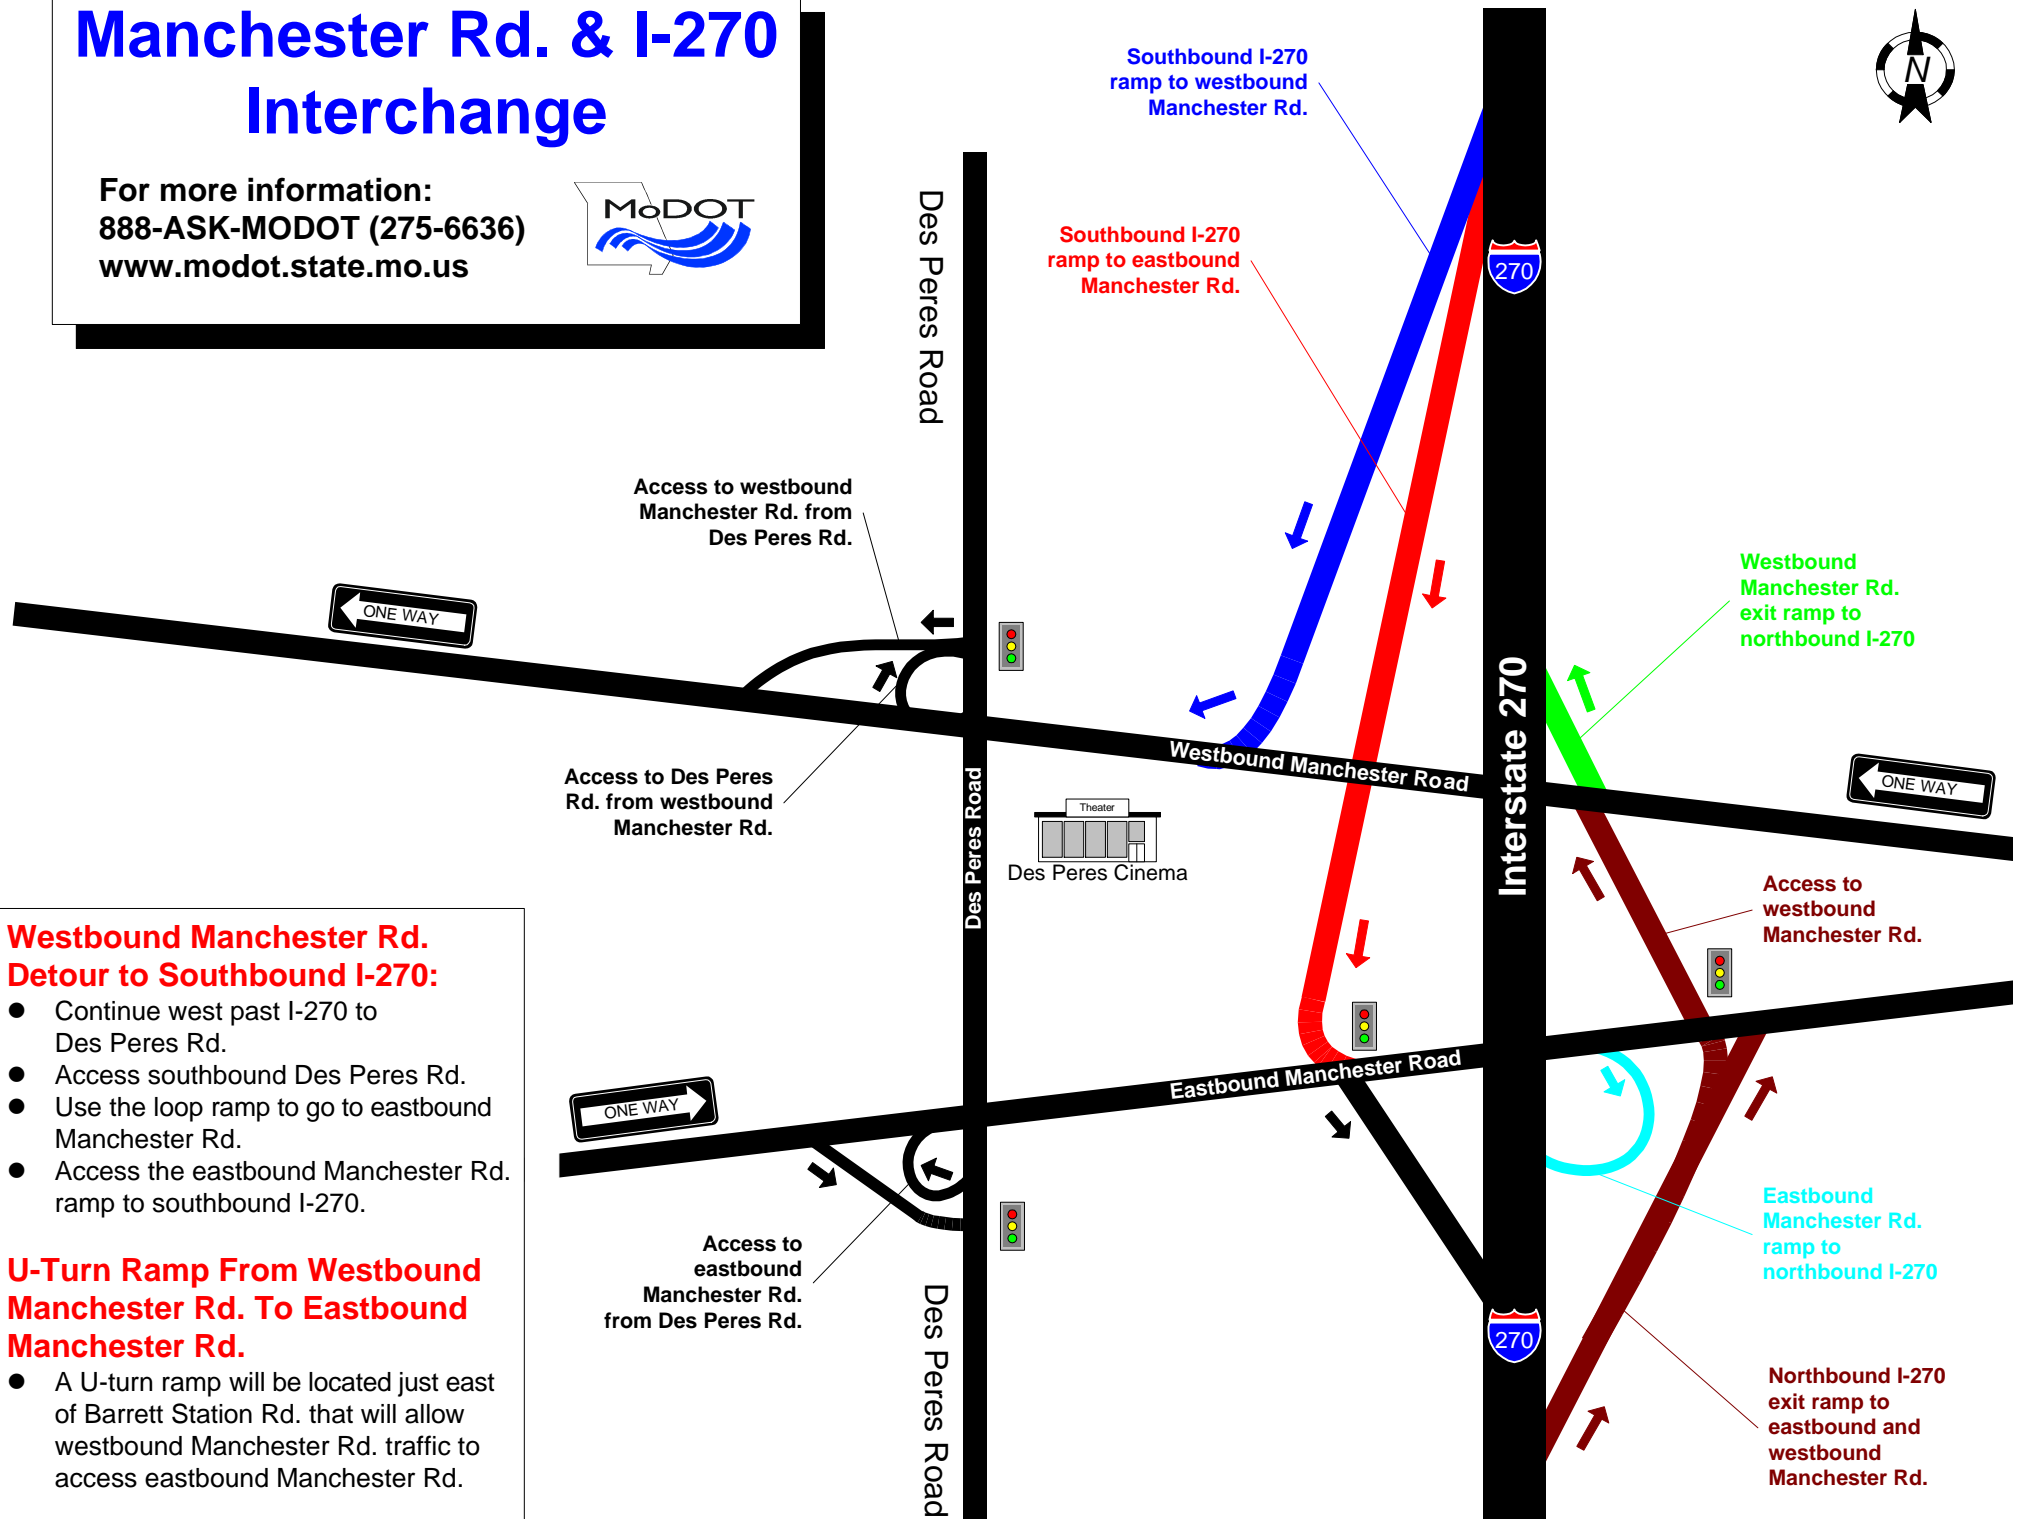 Manchester Rd. & I-270
Interchange
For more information:
888-ASK-MODOT (275-6636)
www.modot.state.mo.us
MoDOT
Des Peres Road
Southbound I-270
ramp to westbound
Manchester Rd.
N
Southbound I-270
ramp to eastbound
Manchester Rd.
270
Access to westbound
Manchester Rd. from
Des Peres Rd.
ONE WAY
Westbound
Manchester Rd.
exit ramp to
northbound I-270
Interstate 270
Westbound Manchester Road
ONE WAY
Access to Des Peres
Rd. from westbound
Manchester Rd.
Des Peres Road
Theater
Des Peres Cinema
Access to
westbound
Manchester Rd.
Westbound Manchester Rd.
Detour to Southbound I-270:
● Continue west past I-270 to
Des Peres Rd.
● Access southbound Des Peres Rd.
● Use the loop ramp to go to eastbound
Manchester Rd.
● Access the eastbound Manchester Rd.
ramp to southbound I-270.
U-Turn Ramp From Westbound
Manchester Rd. To Eastbound
Manchester Rd.
● A U-turn ramp will be located just east
of Barrett Station Rd. that will allow
westbound Manchester Rd. traffic to
access eastbound Manchester Rd.
ONE WAY
Eastbound Manchester Road
Access to
eastbound
Manchester Rd.
from Des Peres Rd.
Des Peres Road
Eastbound
Manchester Rd.
ramp to
northbound I-270
270
Northbound I-270
exit ramp to
eastbound and
westbound
Manchester Rd.